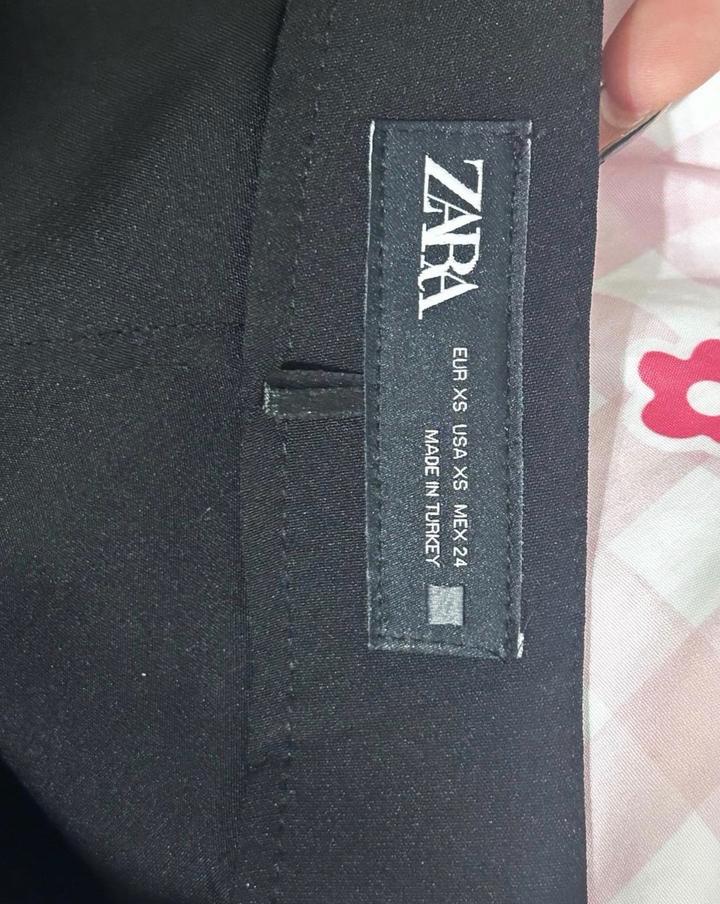 ZARA
EUR XS USA XS MEX 24
MADE IN TURKEY